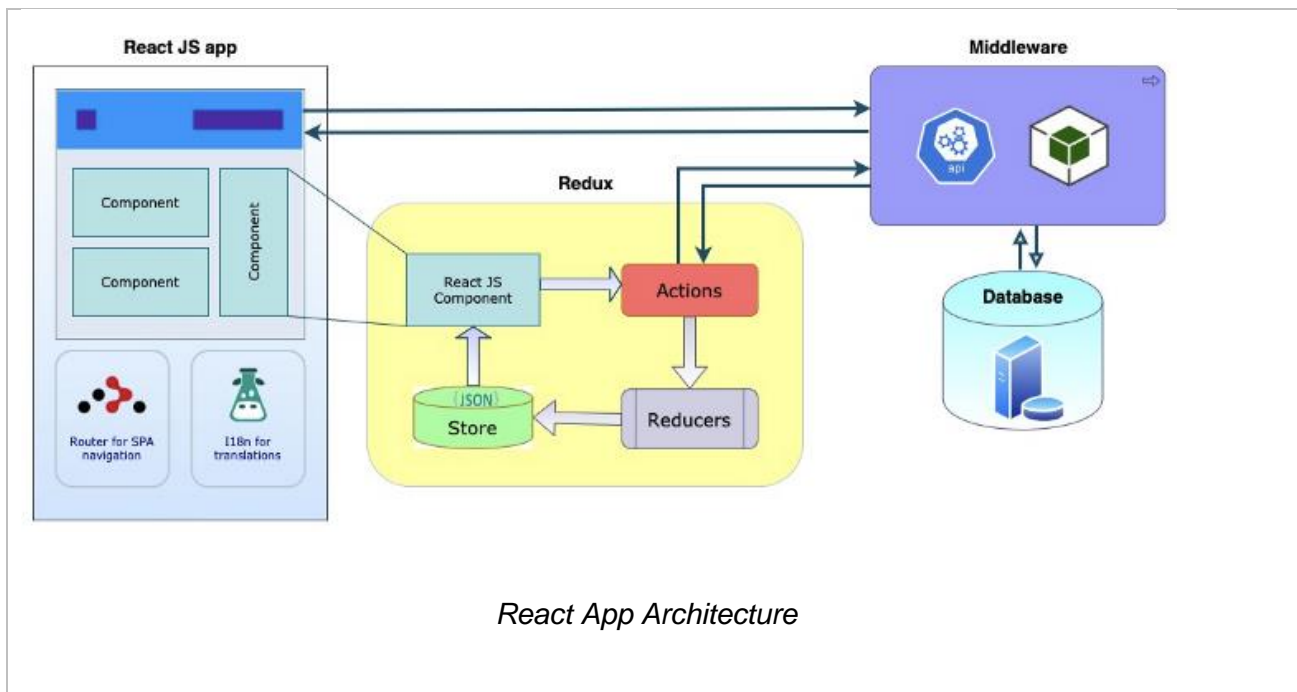 React JS app
Middleware
api
Redux
Component
Component
Component
React JS
Component
Actions
Database
{JSON}
Store
Reducers
Router for SPA
navigation
I18n for
translations
React App Architecture